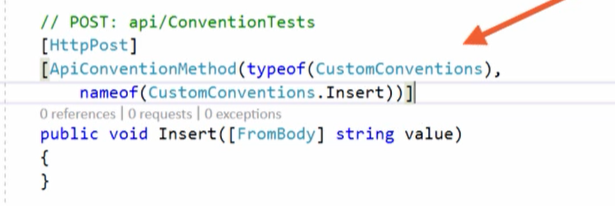 // POST: api/ConventionTests
[HttpPost]
[ApiConventionMethod(typeof(CustomConventions),
nameof(CustomConventions.Insert))]
0 references | 0 requests | 0 exceptions
public void Insert([FromBody] string value)
{
}